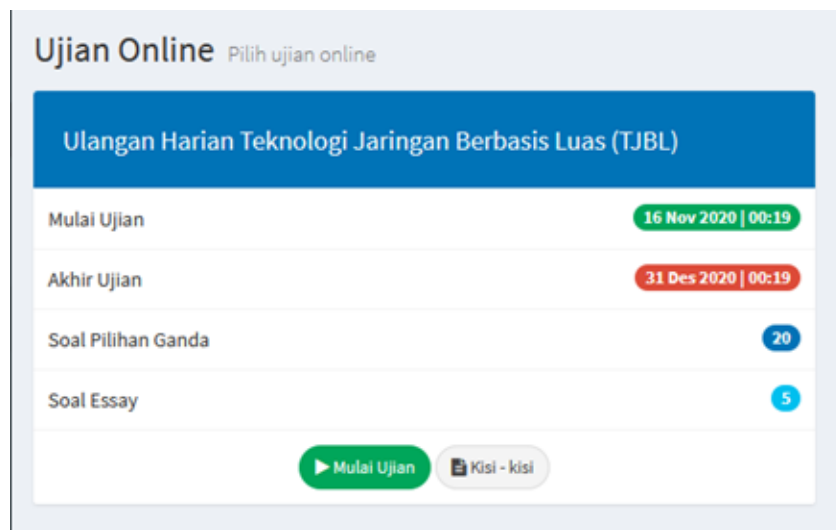 Ujian Online Pilih ujian online
Ulangan Harian Teknologi Jaringan Berbasis Luas (TJBL)
Mulai Ujian 16 Nov 2020 | 00:19
Akhir Ujian 31 Des 2020 | 00:19
Soal Pilihan Ganda 20
Soal Essay 5
Mulai Ujian Kisi - kisi